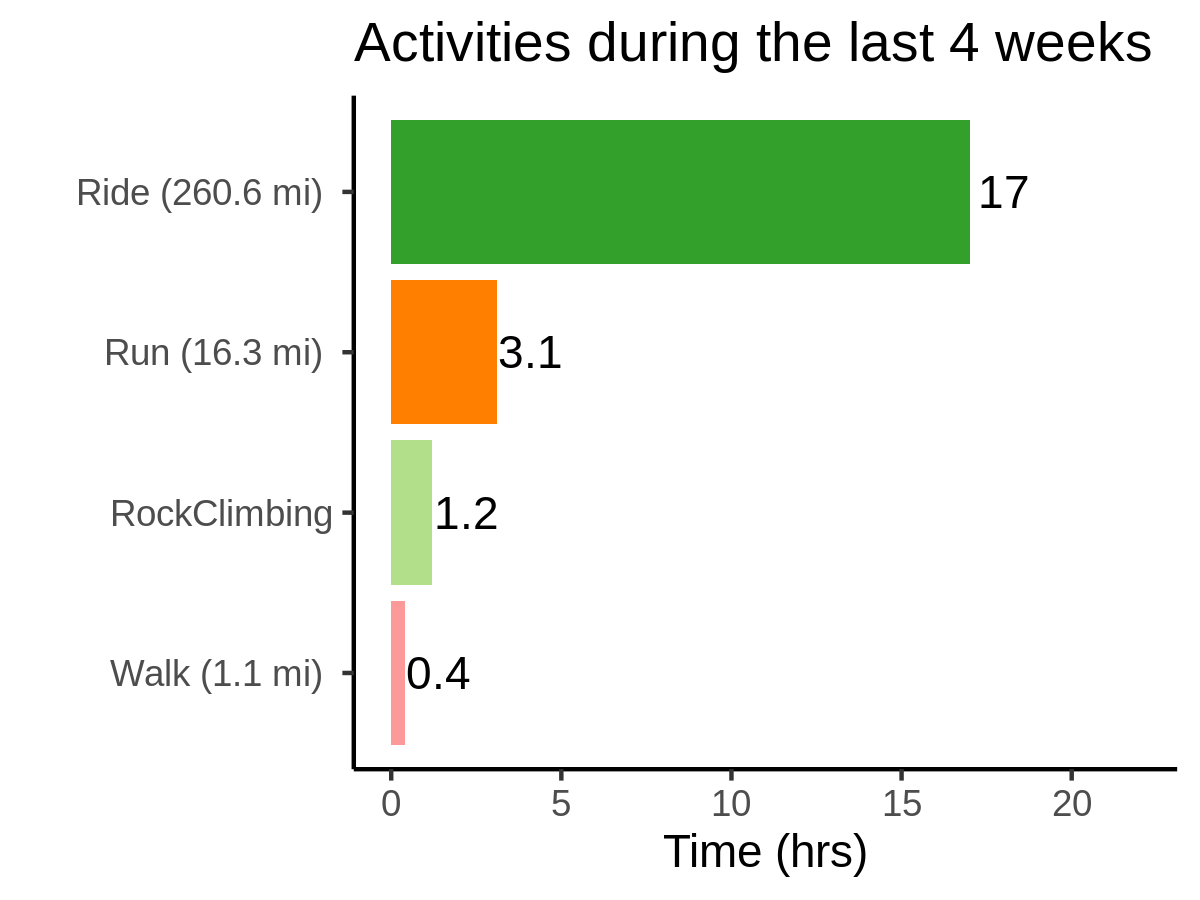 Activities during the last 4 weeks
Ride (260.6 mi)
17
Run (16.3 mi)
3.1
RockClimbing
1.2
Walk (1.1 mi)
0.4
0 5 10 15 20
Time (hrs)